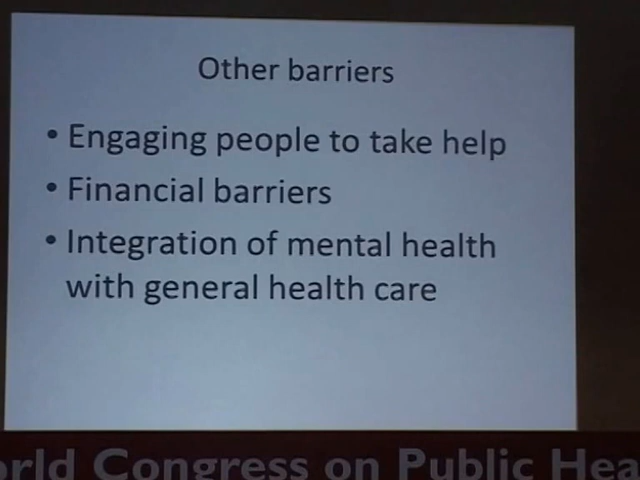 Other barriers
• Engaging people to take help
• Financial barriers
• Integration of mental health
with general health care
Congress on Public